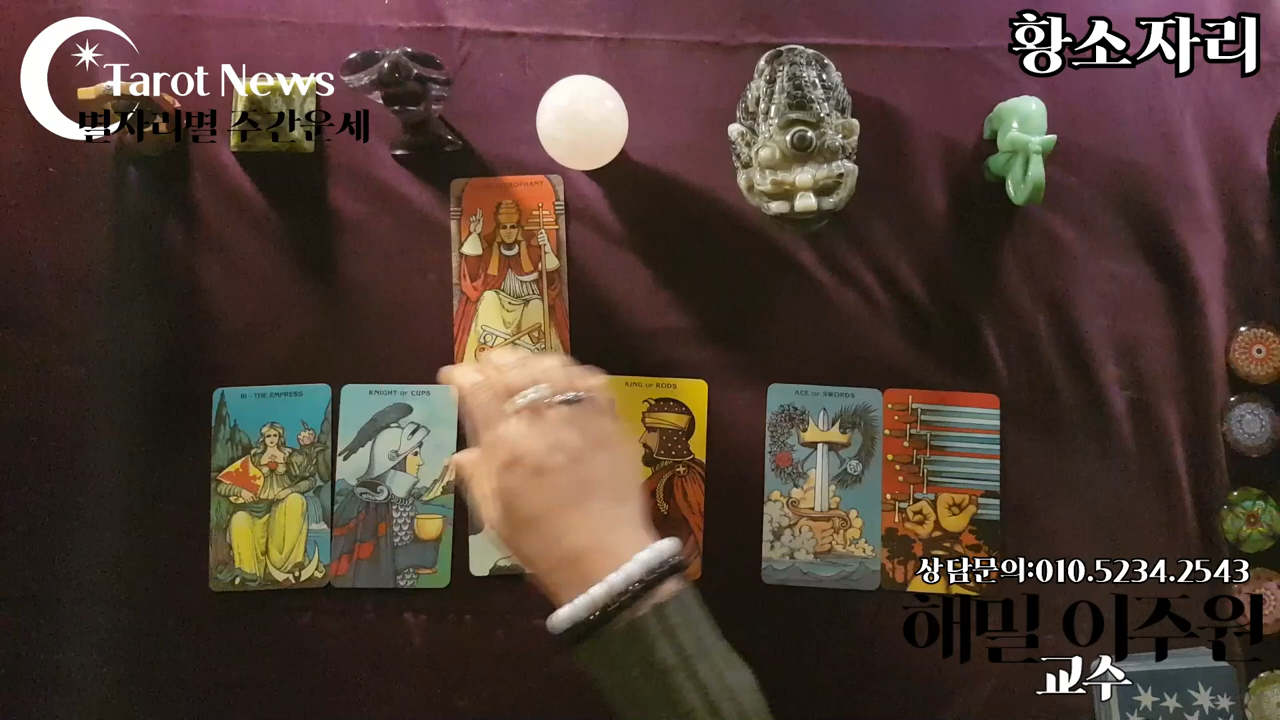 Tarot News
별자리별 주간운세
황소자리
III - THE EMPRESS
KNIGHT OF CUPS
KING OF RODS
ACE OF SWORDS
상담문의:010.5234.2543
해밀 이주원
교수